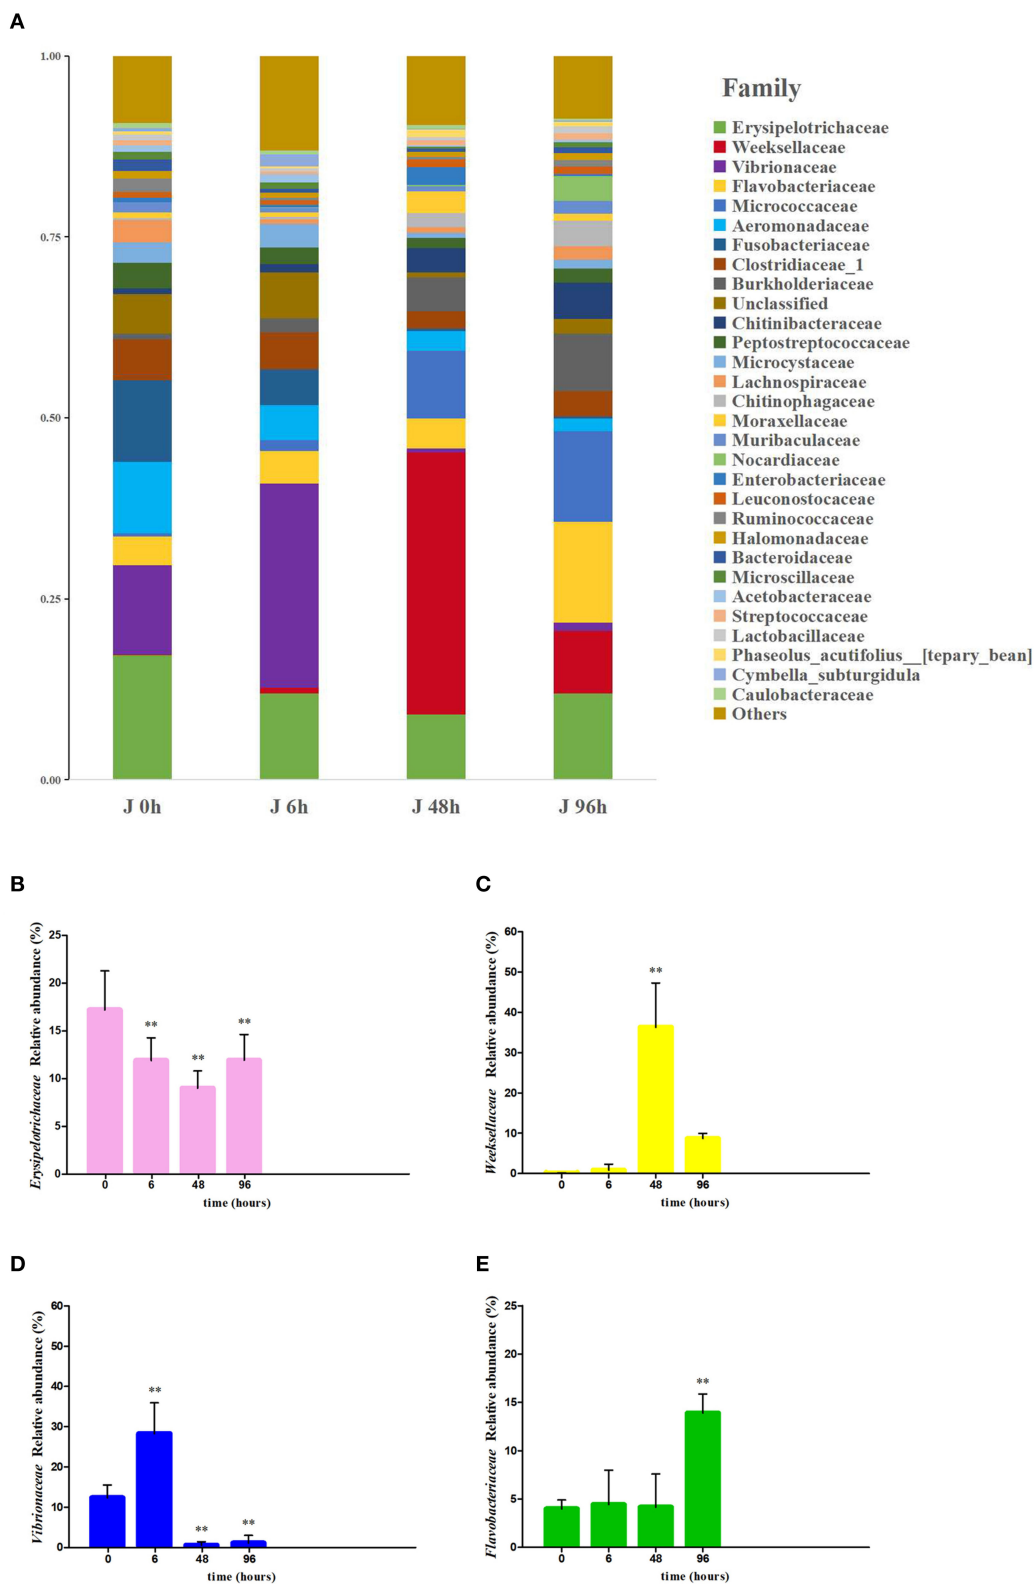 A
1.00
0.75
0.50
0.25
0.00
J 0h
J 6h
J 48h
J 96h
Family
Erysipelotrichaceae
Weeksellaceae
Vibrionaceae
Flavobacteriaceae
Micrococcaceae
Aeromonadaceae
Fusobacteriaceae
Clostridiaceae_1
Burkholderiaceae
Unclassified
Chitinibacteraceae
Peptostreptococcaceae
Microcystaceae
Lachnospiraceae
Chitinophagaceae
Moraxellaceae
Muribaculaceae
Nocardiaceae
Enterobacteriaceae
Leuconostocaceae
Ruminococcaceae
Halomonadaceae
Bacteroidaceae
Microscillaceae
Acetobacteraceae
Streptococcaceae
Lactobacillaceae
Phaseolus_acutifolius__[tepary_bean]
Cymbella_subturgidula
Caulobacteraceae
Others
B
Erysipelotrichaceae Relative abundance (%)
25
20
15
10
5
0
**
**
**
0
6
48
96
time (hours)
C
Weeksellaceae Relative abundance (%)
60
50
40
30
20
10
0
**
0
6
48
96
time (hours)
D
Vibrionaceae Relative abundance (%)
60
50
40
30
20
10
0
**
**
**
0
6
48
96
time (hours)
E
Flavobacteriaceae Relative abundance (%)
25
20
15
10
5
0
**
0
6
48
96
time (hours)